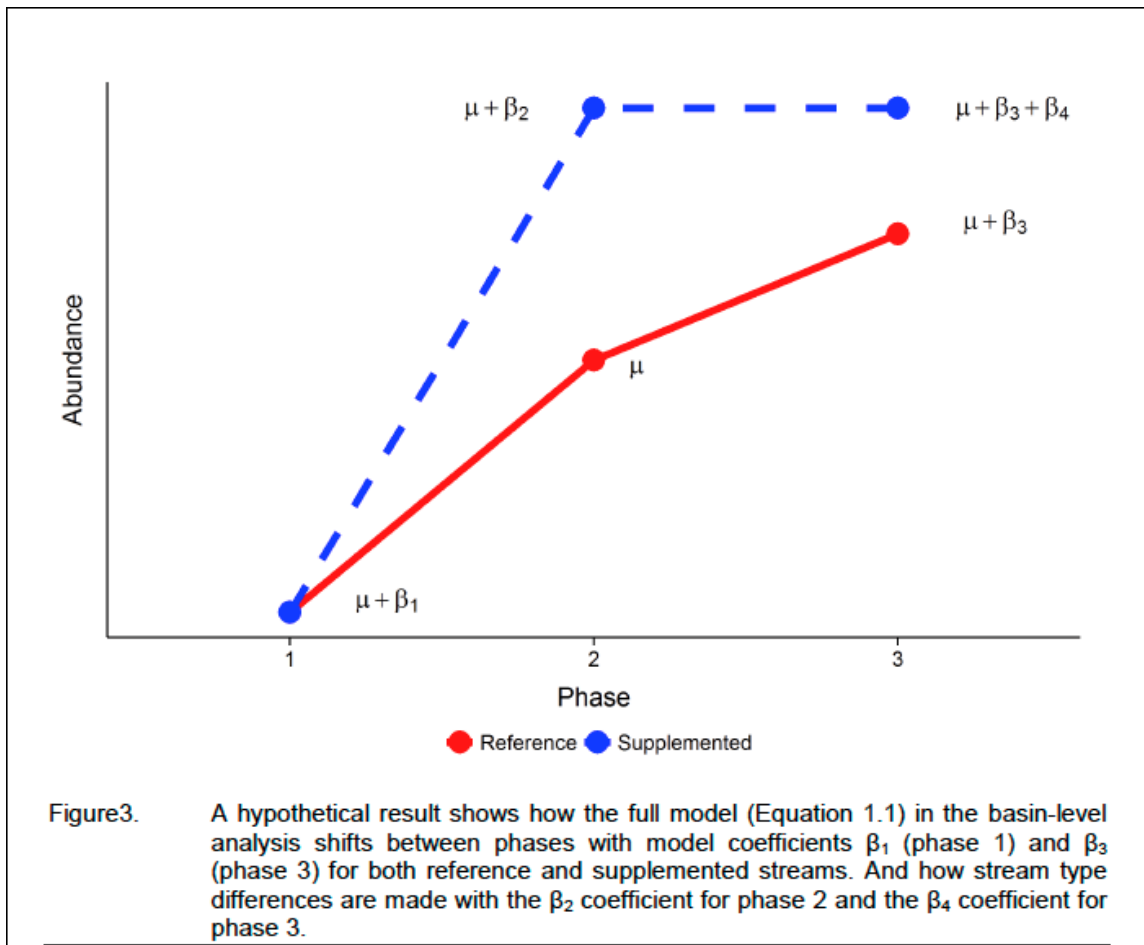 μ + β₂
μ + β₃ + β₄
μ + β₃
μ
μ + β₁
Abundance
1 2 3
Phase
Reference Supplemented
Figure3. A hypothetical result shows how the full model (Equation 1.1) in the basin-level
analysis shifts between phases with model coefficients β₁ (phase 1) and β₃
(phase 3) for both reference and supplemented streams. And how stream type
differences are made with the β₂ coefficient for phase 2 and the β₄ coefficient for
phase 3.